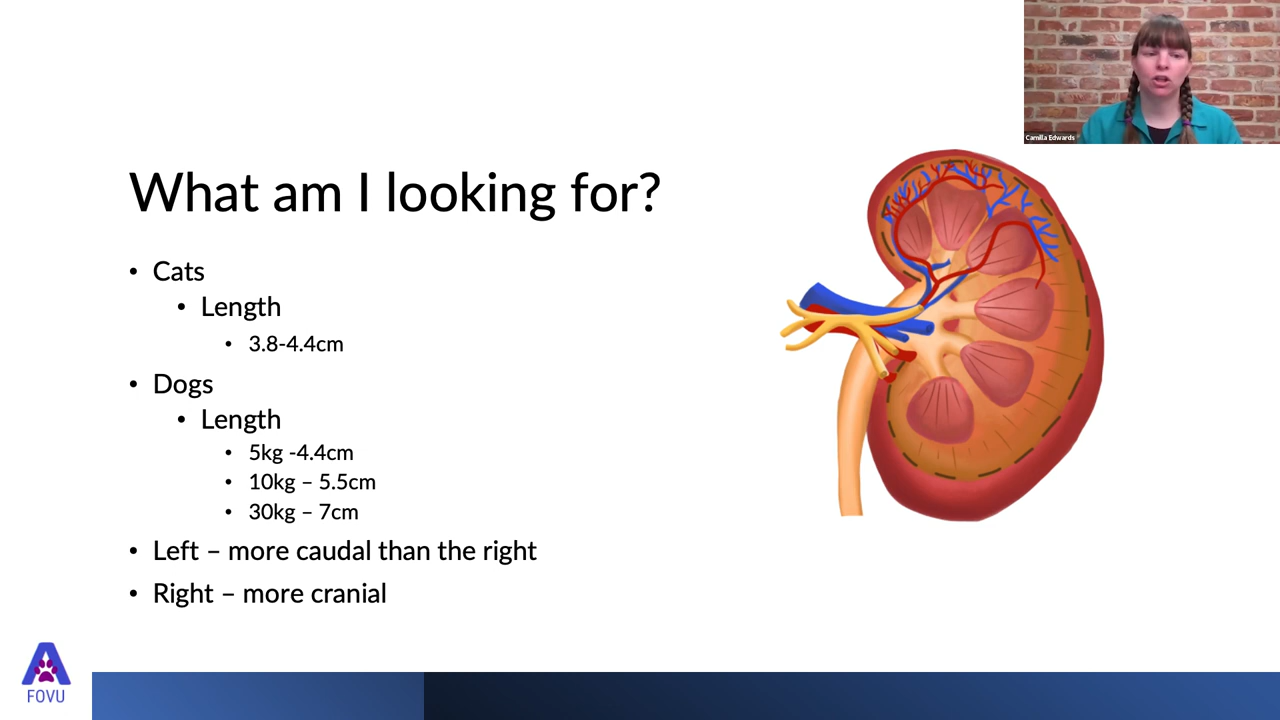 Camilla Edwards
What am I looking for?
• Cats
• Length
• 3.8-4.4cm
• Dogs
• Length
• 5kg -4.4cm
• 10kg – 5.5cm
• 30kg – 7cm
• Left – more caudal than the right
• Right – more cranial
A
FOVU